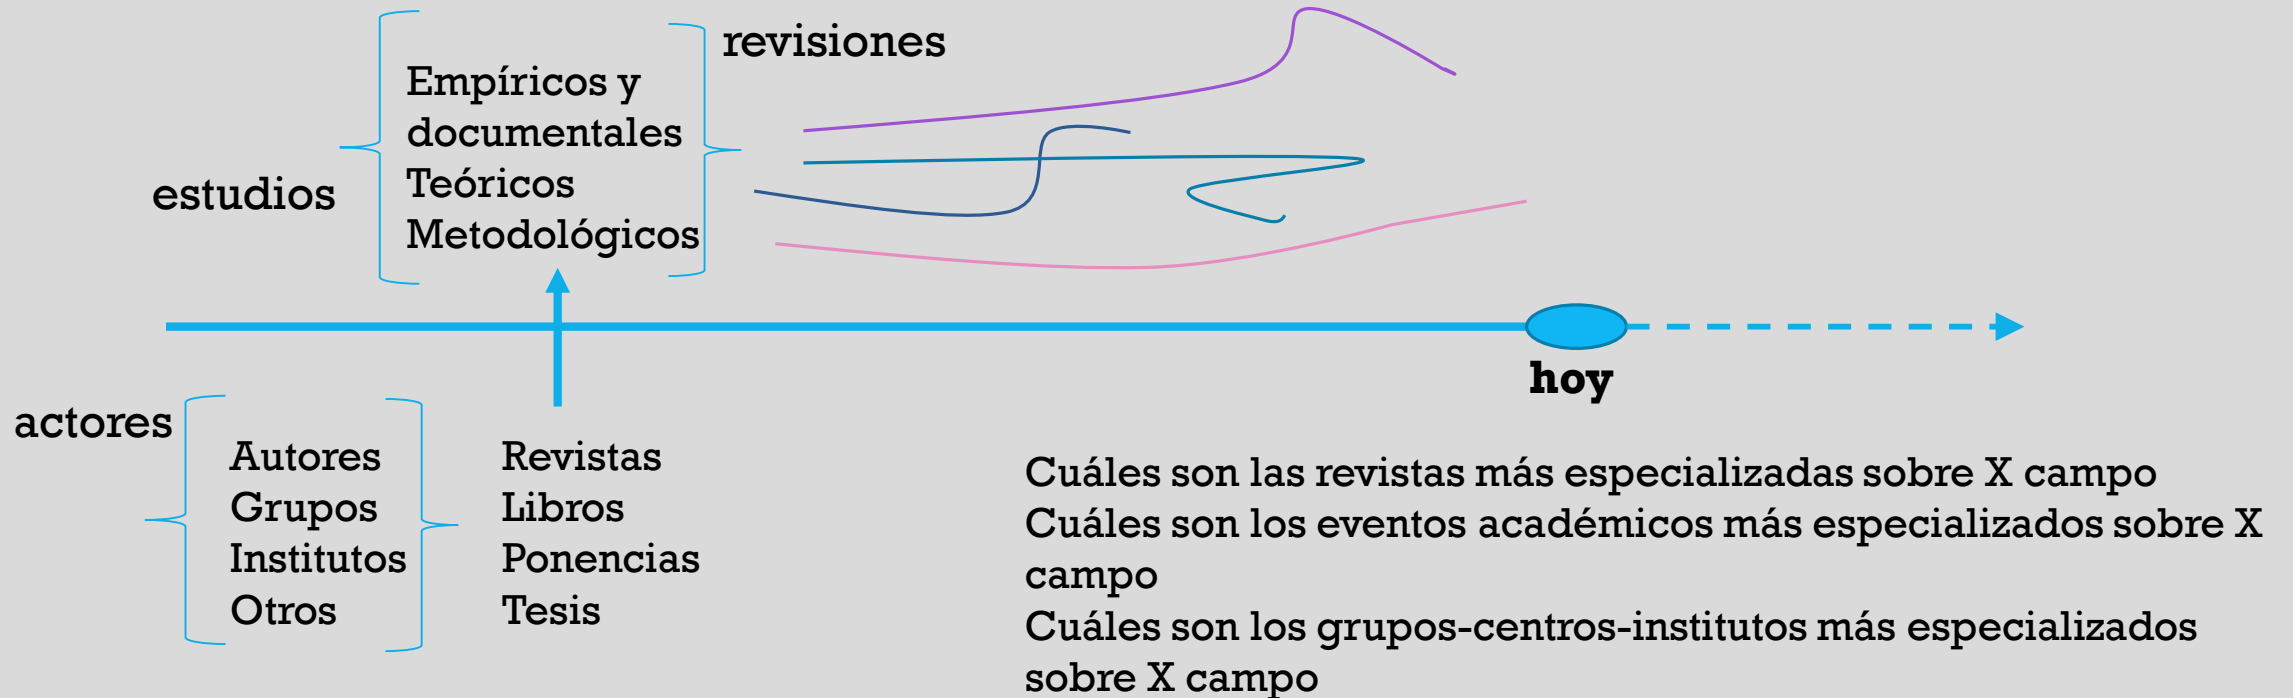 revisiones
Empíricos y
documentales
Teóricos
Metodológicos
estudios
hoy
actores
Autores
Grupos
Institutos
Otros
Revistas
Libros
Ponencias
Tesis
Cuáles son las revistas más especializadas sobre X campo
Cuáles son los eventos académicos más especializados sobre X
campo
Cuáles son los grupos-centros-institutos más especializados
sobre X campo